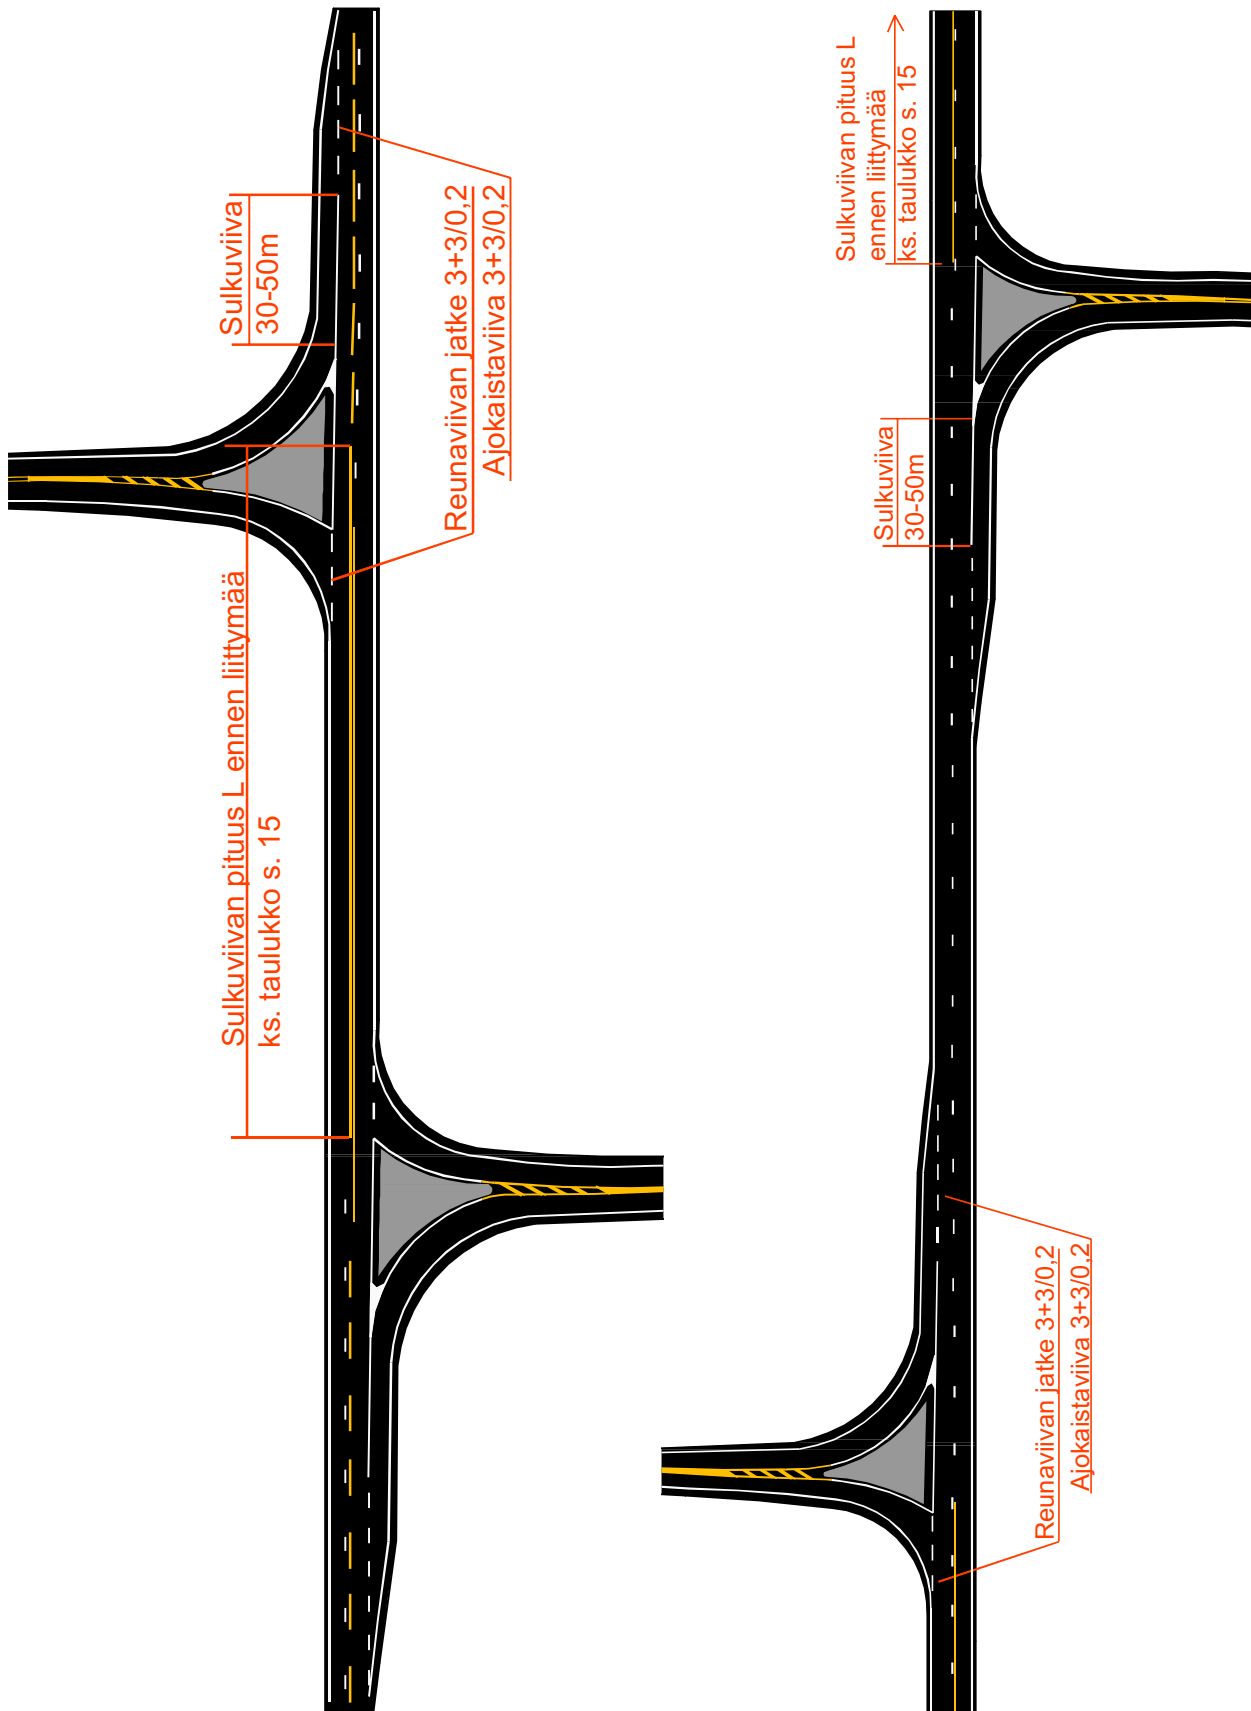 Sulkuviiva
30-50m
Reunaviivan jatke 3+3/0,2
Ajokaistaviiva 3+3/0,2
Sulkuviivan pituus L ennen liittymää
ks. taulukko s. 15
Sulkuviivan pituus L
ennen liittymää
ks. taulukko s. 15
Sulkuviiva
30-50m
Reunaviivan jatke 3+3/0,2
Ajokaistaviiva 3+3/0,2